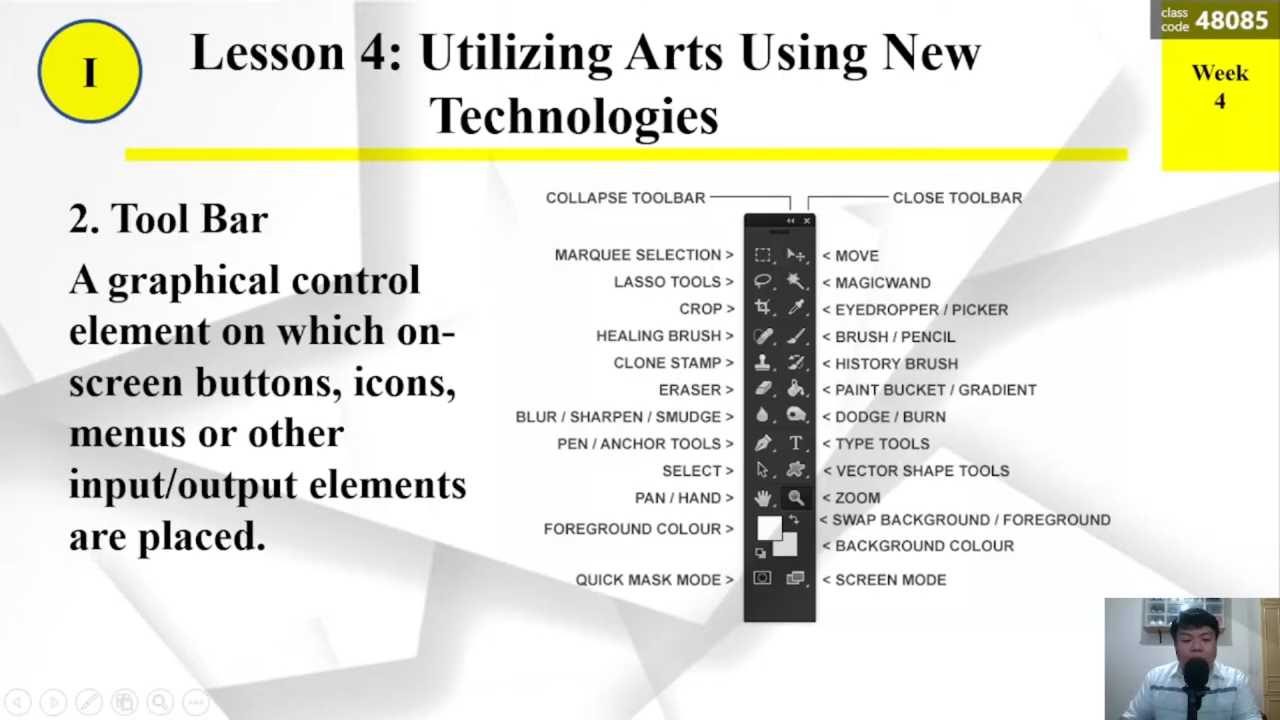 class
code 48085
I
Lesson 4: Utilizing Arts Using New
Technologies
Week
4
2. Tool Bar
A graphical control
element on which on-
screen buttons, icons,
menus or other
input/output elements
are placed.
COLLAPSE TOOLBAR
CLOSE TOOLBAR
MARQUEE SELECTION >
< MOVE
LASSO TOOLS >
< MAGICWAND
CROP >
< EYEDROPPER / PICKER
HEALING BRUSH >
< BRUSH / PENCIL
CLONE STAMP >
< HISTORY BRUSH
ERASER >
< PAINT BUCKET / GRADIENT
BLUR / SHARPEN / SMUDGE >
< DODGE / BURN
PEN / ANCHOR TOOLS >
T
< TYPE TOOLS
SELECT >
< VECTOR SHAPE TOOLS
PAN / HAND >
< ZOOM
FOREGROUND COLOUR >
< SWAP BACKGROUND / FOREGROUND
< BACKGROUND COLOUR
QUICK MASK MODE >
< SCREEN MODE